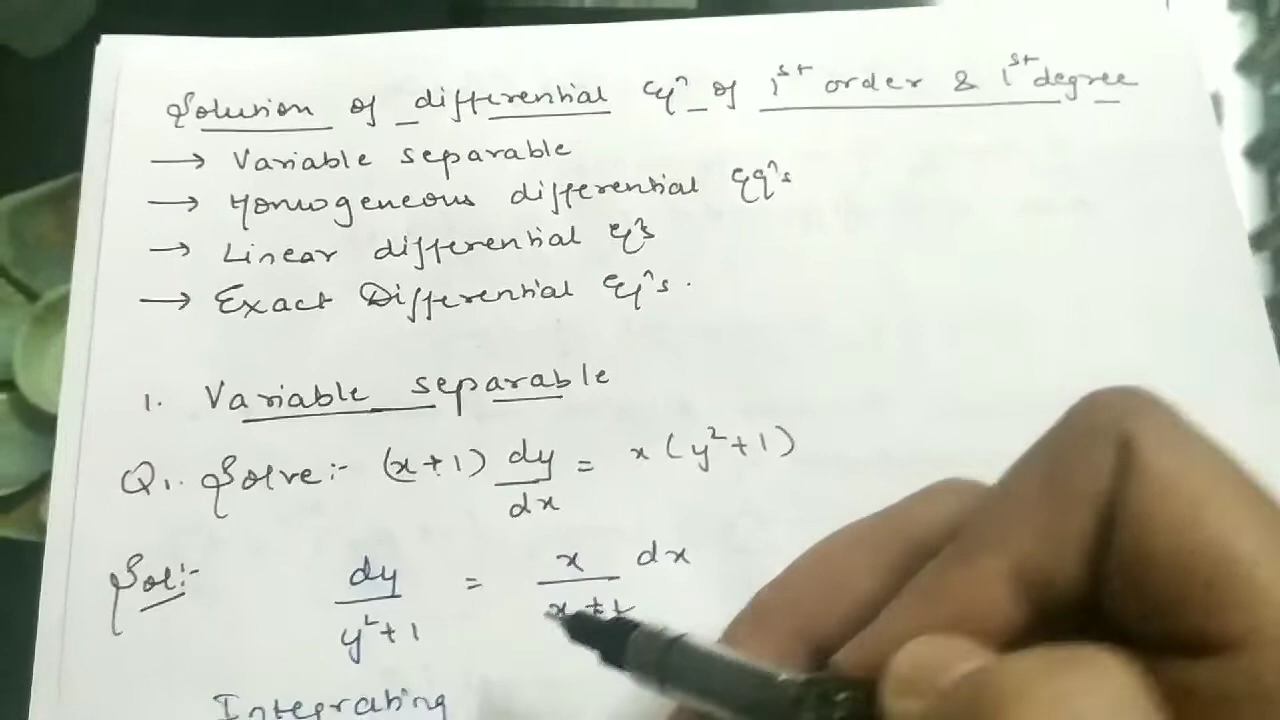 Solution of differential Eqⁿ of 1st order & 1st degree
→ Variable separable
→ Homogeneous differential Eqⁿs
→ Linear differential Eqⁿs
→ Exact Differential Eqⁿs.
1. Variable separable
Q1. Solve:- (x+1) dy/dx = x(y²+1)
Sol:- dy/(y²+1) = x/(x+1) dx
Integrating